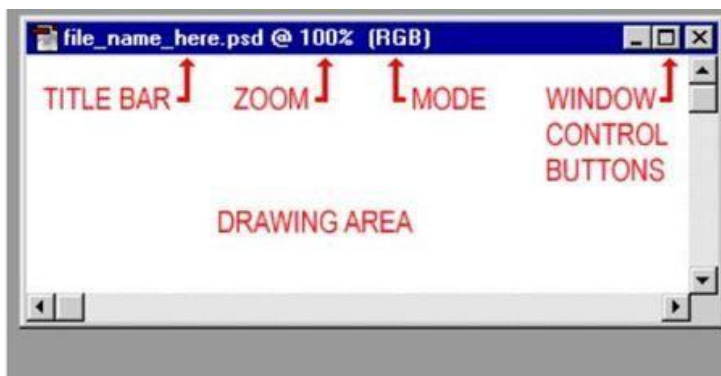 file_name_here.psd @ 100% (RGB)
TITLE BAR ZOOM MODE WINDOW
CONTROL
BUTTONS
DRAWING AREA